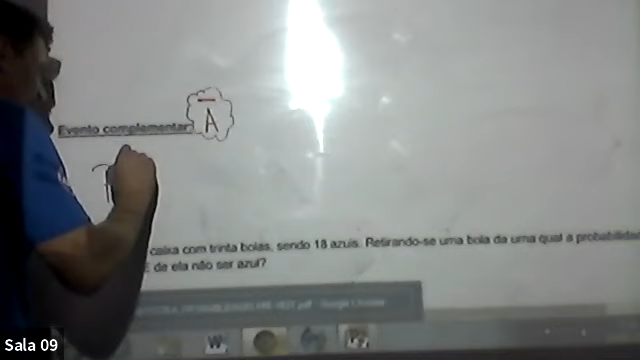 Evento complementar: Ā
caixa com trinta bolas, sendo 18 azuis. Retirando-se uma bola da urna qual a probabilidade
E de ela não ser azul?
Sala 09